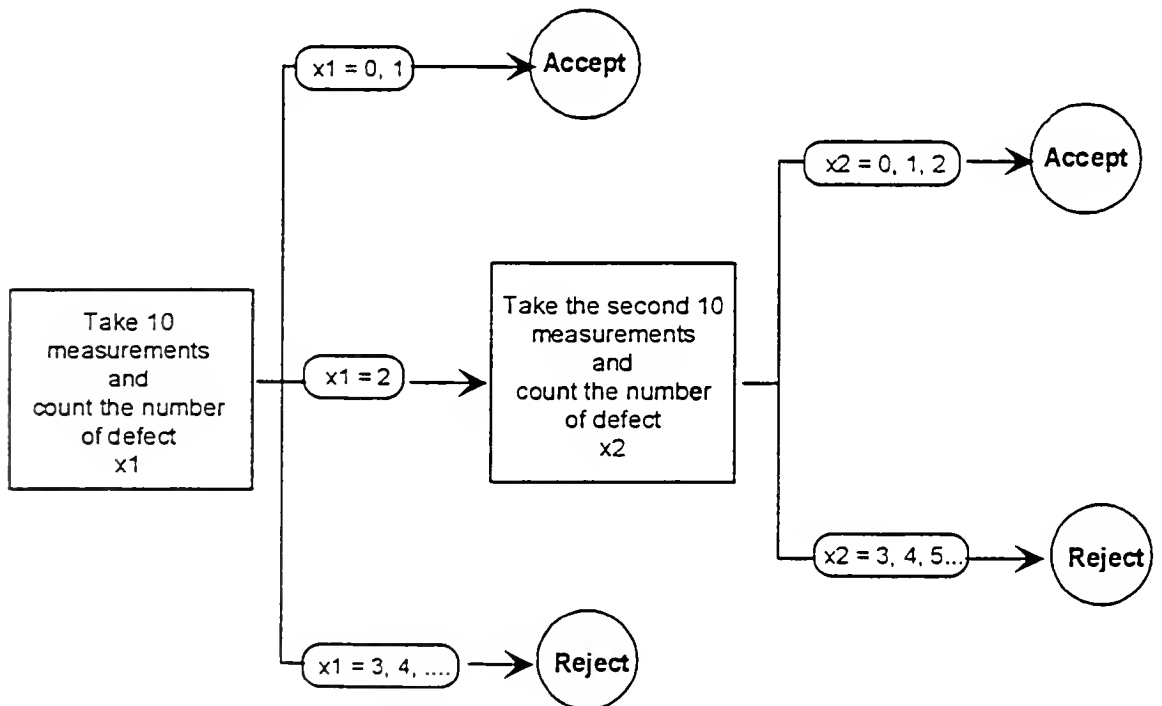 x1 = 0, 1
Accept
x2 = 0, 1, 2
Accept
Take 10
measurements
and
count the number
of defect
x1
x1 = 2
Take the second 10
measurements
and
count the number
of defect
x2
x2 = 3, 4, 5...
Reject
x1 = 3, 4, ....
Reject